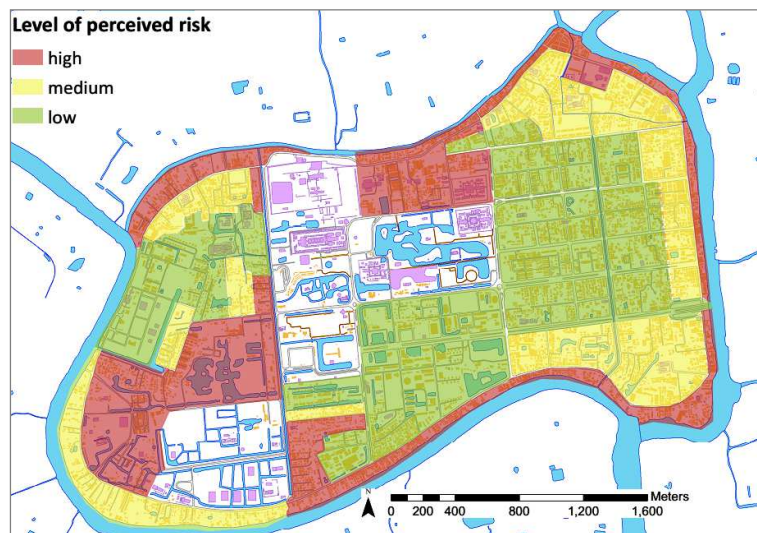 Level of perceived risk
high
medium
low
N
Meters
0 200 400 800 1,200 1,600